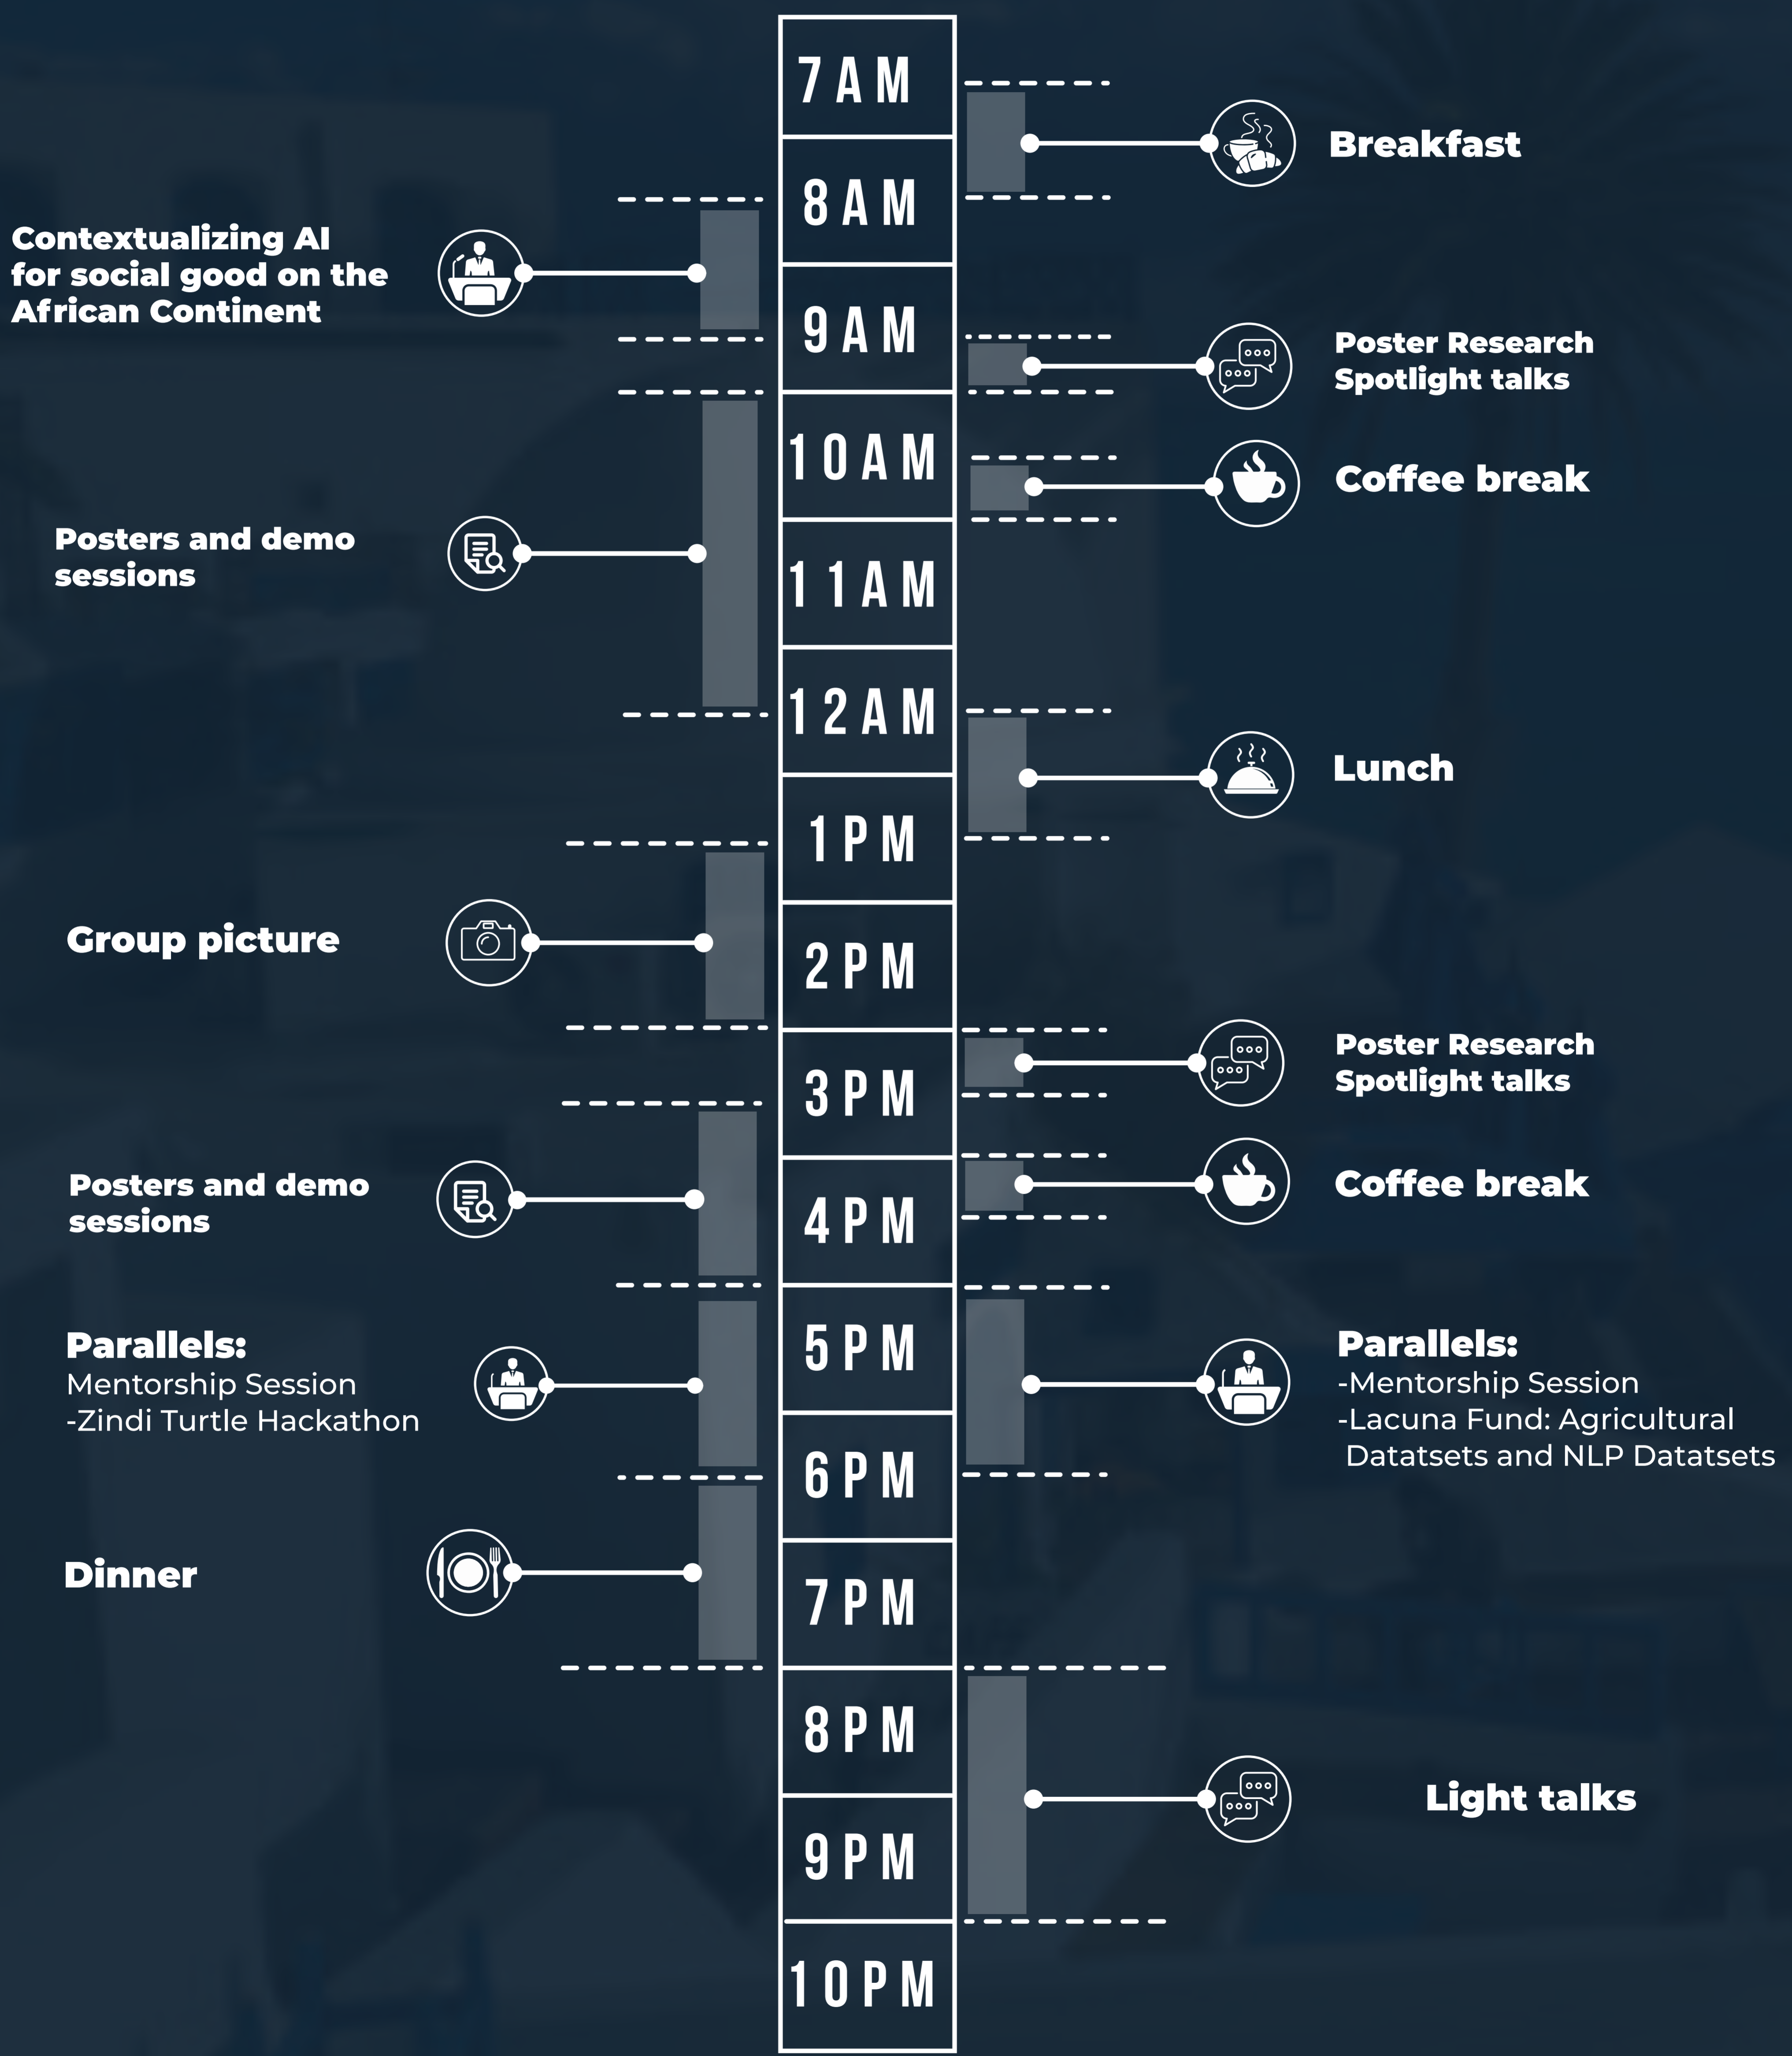 7AM
Breakfast
8AM
Contextualizing AI
for social good on the
African Continent
9AM
Poster Research
Spotlight talks
10AM
Coffee break
Posters and demo
sessions
11AM
12AM
Lunch
1PM
Group picture
2PM
Poster Research
Spotlight talks
3PM
Coffee break
Posters and demo
sessions
4PM
5PM
Parallels:
Mentorship Session
-Zindi Turtle Hackathon
Parallels:
-Mentorship Session
-Lacuna Fund: Agricultural
Datatsets and NLP Datatsets
6PM
Dinner
7PM
8PM
Light talks
9PM
10PM